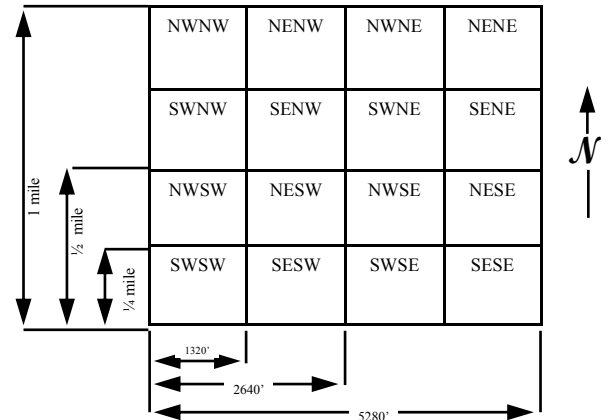 NWNW NENW NWNE NENE
SWNW SENW SWNE SENE
N
NWSW NESW NWSE NESE
1 mile
½ mile
SWSW SESW SWSE SESE
¼ mile
1320'
2640'
5280'